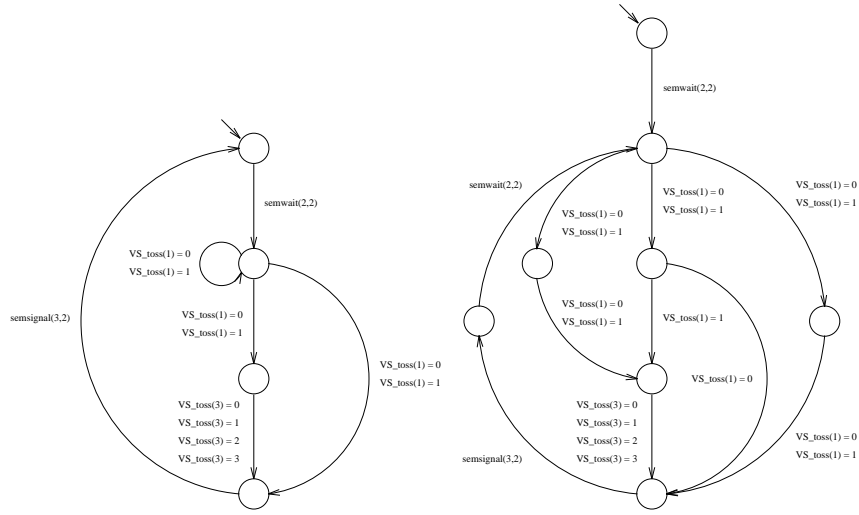 semwait(2,2)
VS_toss(1) = 0
VS_toss(1) = 1
VS_toss(1) = 0
VS_toss(1) = 1
semsignal(3,2)
VS_toss(1) = 0
VS_toss(1) = 1
VS_toss(3) = 0
VS_toss(3) = 1
VS_toss(3) = 2
VS_toss(3) = 3
semwait(2,2)
semwait(2,2)
VS_toss(1) = 0
VS_toss(1) = 1
VS_toss(1) = 0
VS_toss(1) = 1
VS_toss(1) = 0
VS_toss(1) = 1
VS_toss(1) = 0
VS_toss(1) = 1
VS_toss(1) = 1
VS_toss(1) = 0
VS_toss(3) = 0
VS_toss(3) = 1
VS_toss(3) = 2
VS_toss(3) = 3
semsignal(3,2)
VS_toss(1) = 0
VS_toss(1) = 1